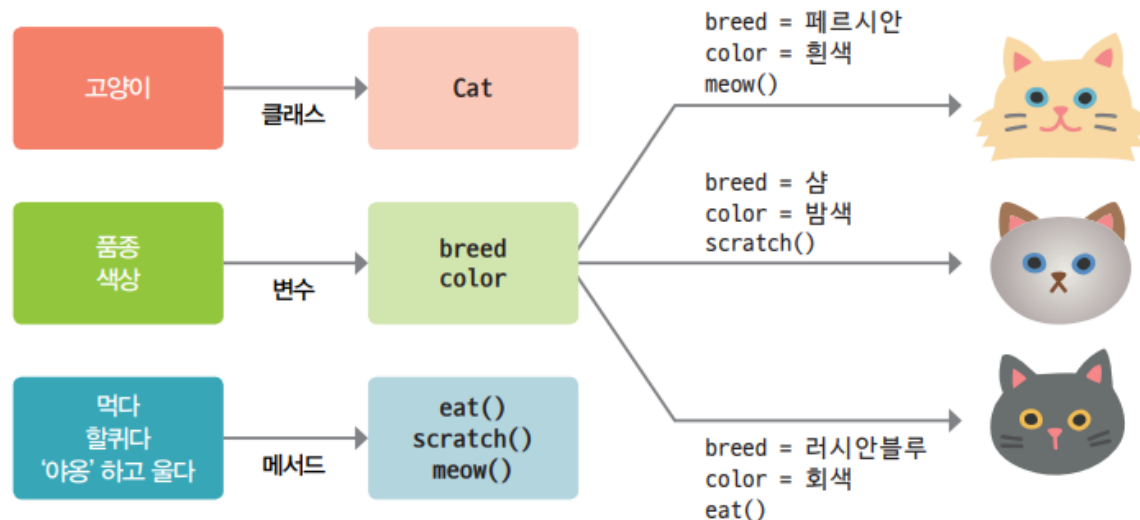 고양이
클래스
Cat
품종
색상
변수
breed
color
먹다
할퀴다
‘야옹’ 하고 울다
메서드
eat()
scratch()
meow()
breed = 페르시안
color = 흰색
meow()
breed = 샴
color = 밤색
scratch()
breed = 러시안블루
color = 회색
eat()